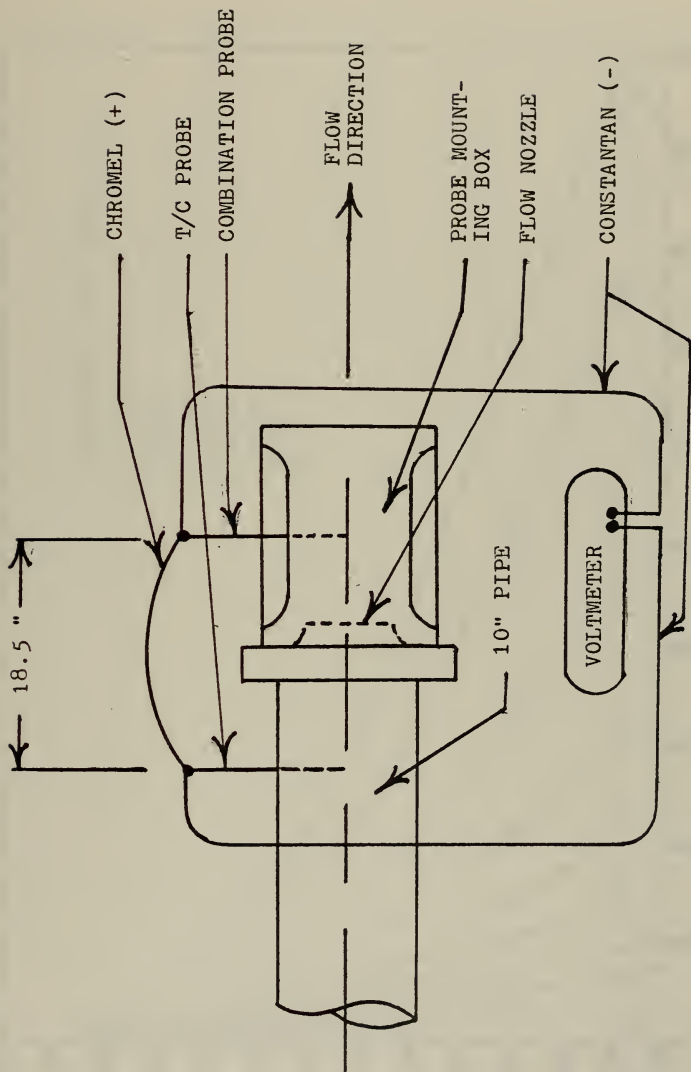 18.5 "
CHROMEL (+)
T/C PROBE
COMBINATION PROBE
FLOW
DIRECTION
PROBE MOUNT-
ING BOX
FLOW NOZZLE
10" PIPE
VOLTMETER
CONSTANTAN (-)